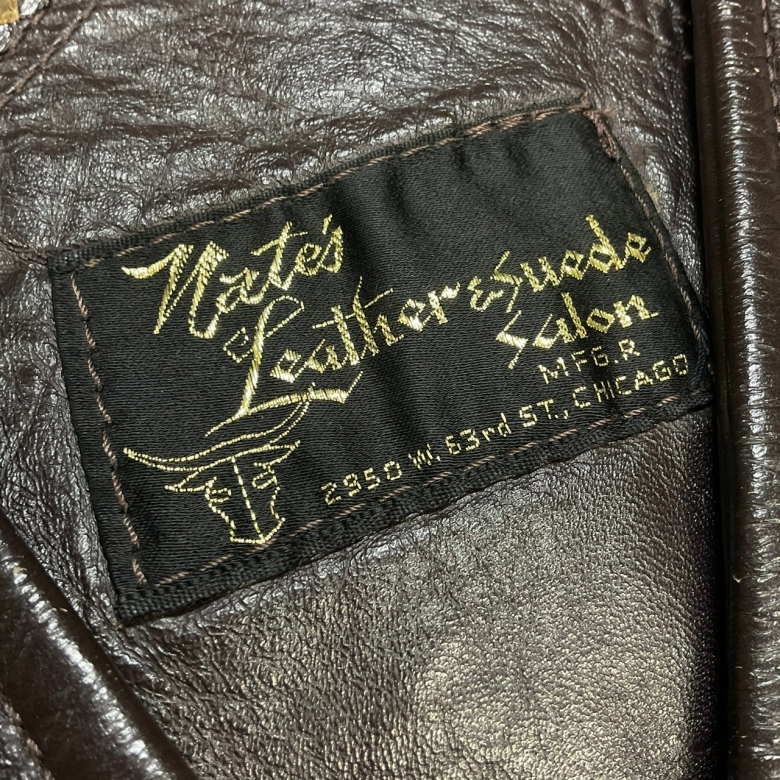 Nate's
Leather & Suede
Salon
MFG.R
2950 W. 63rd ST., CHICAGO